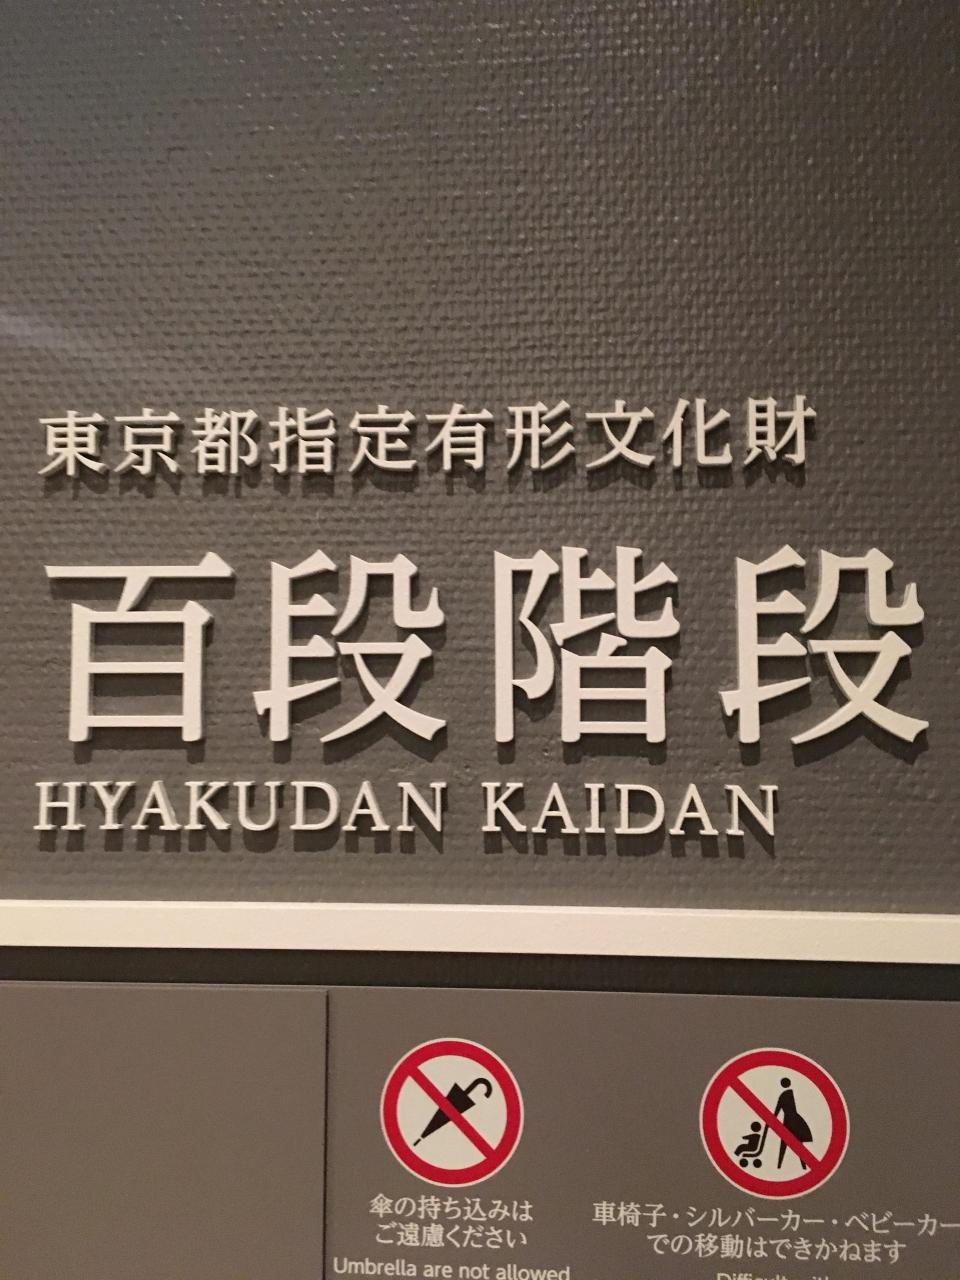 東京都指定有形文化財
百段階段
HYAKUDAN KAIDAN
傘の持ち込みは
ご遠慮ください
Umbrella are not allowed
車椅子・シルバーカー・ベビーカー
での移動はできかねます